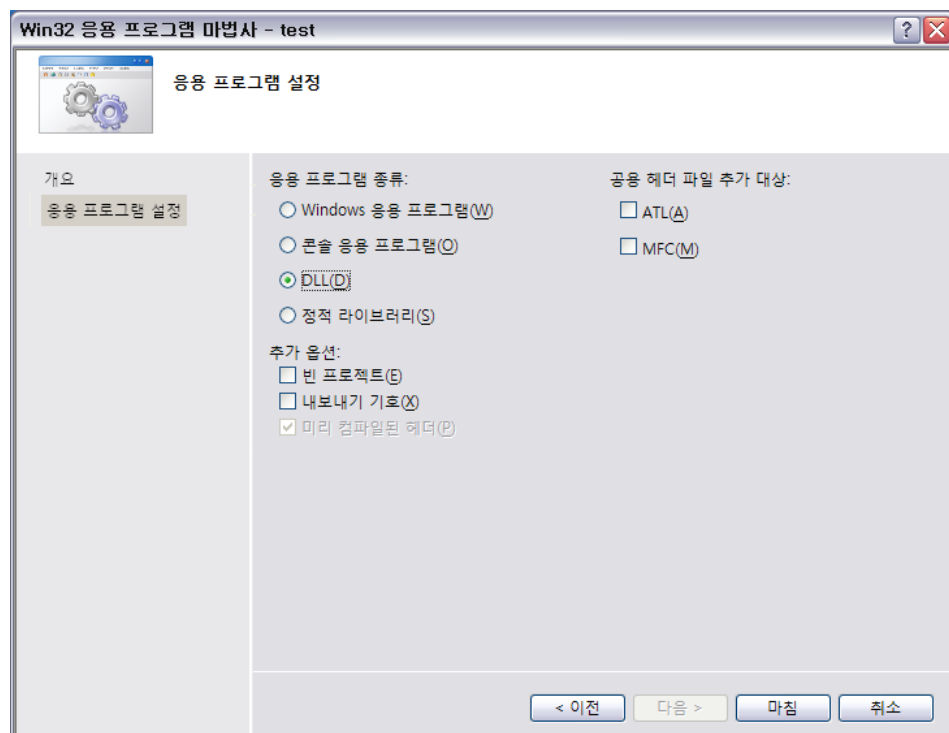 Win32 응용 프로그램 마법사 - test
응용 프로그램 설정
개요
응용 프로그램 설정
응용 프로그램 종류:
Windows 응용 프로그램(W)
콘솔 응용 프로그램(O)
DLL(D)
정적 라이브러리(S)
추가 옵션:
빈 프로젝트(E)
내보내기 기호(X)
미리 컴파일된 헤더(P)
공용 헤더 파일 추가 대상:
ATL(A)
MFC(M)
< 이전
다음 >
마침
취소